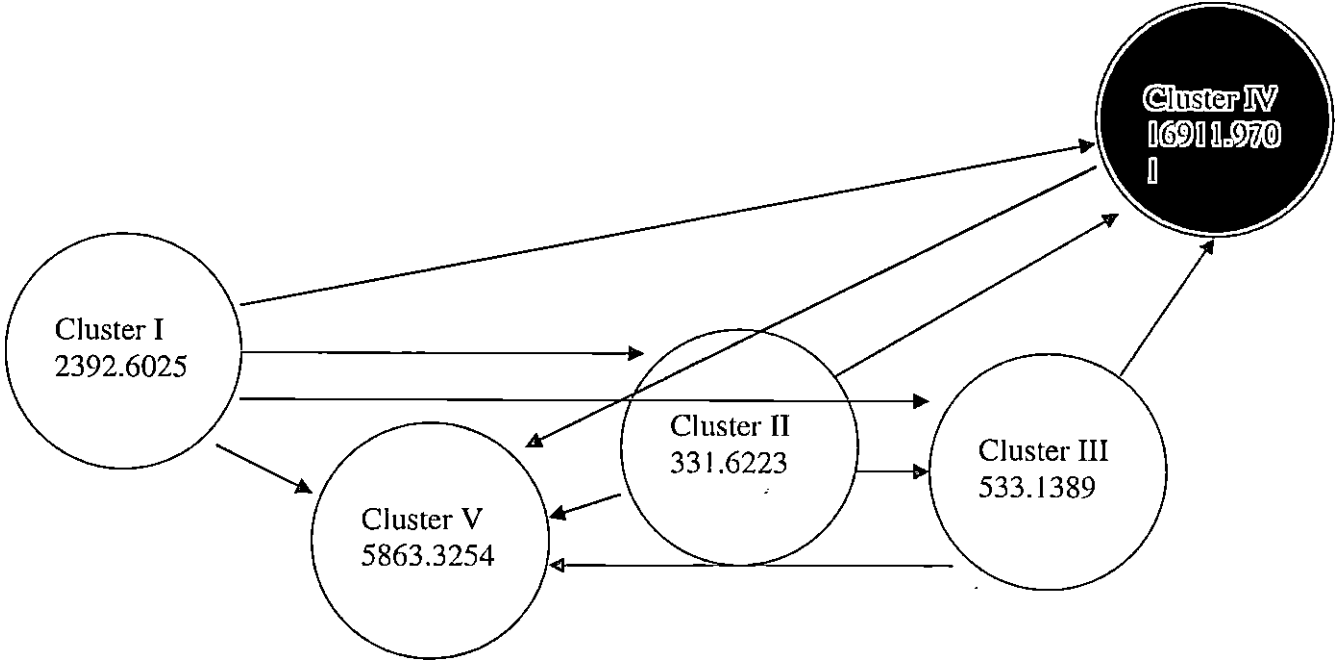 Cluster IV
16911.970
1
Cluster I
2392.6025
Cluster II
331.6223
Cluster III
533.1389
Cluster V
5863.3254